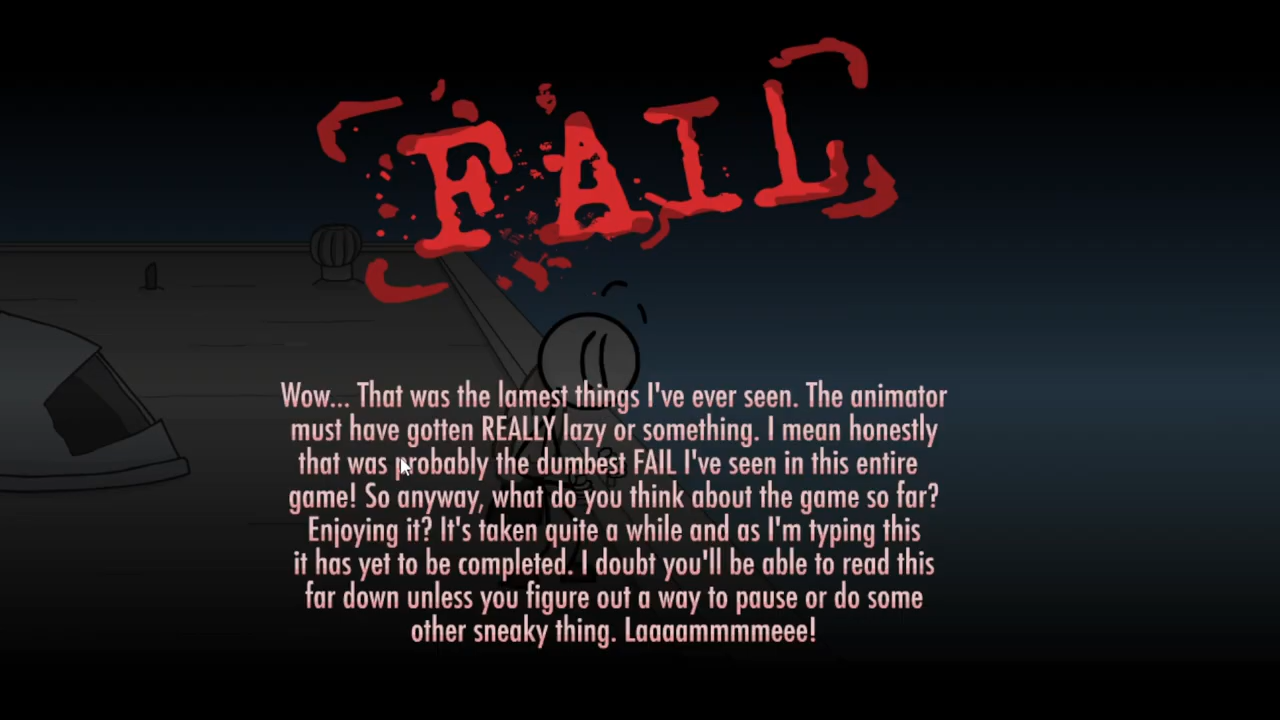 FAIL
Wow... That was the lamest things I've ever seen. The animator
must have gotten REALLY lazy or something. I mean honestly
that was probably the dumbest FAIL I've seen in this entire
game! So anyway, what do you think about the game so far?
Enjoying it? It's taken quite a while and as I'm typing this
it has yet to be completed. I doubt you'll be able to read this
far down unless you figure out a way to pause or do some
other sneaky thing. Laaaammmmeee!